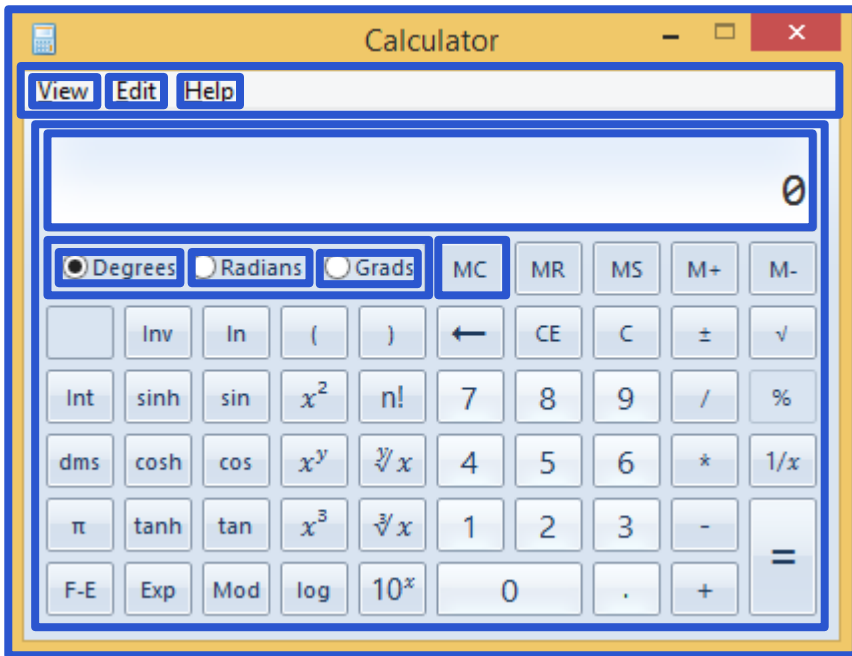 Calculator
View Edit Help
0
Degrees Radians Grads MC MR MS M+ M-
Inv In ( ) ← CE C ± √
Int sinh sin x² n! 7 8 9 / %
dms cosh cos xʸ ʸ√x 4 5 6 * 1/x
π tanh tan x³ ³√x 1 2 3 - =
F-E Exp Mod log 10ˣ 0 . +